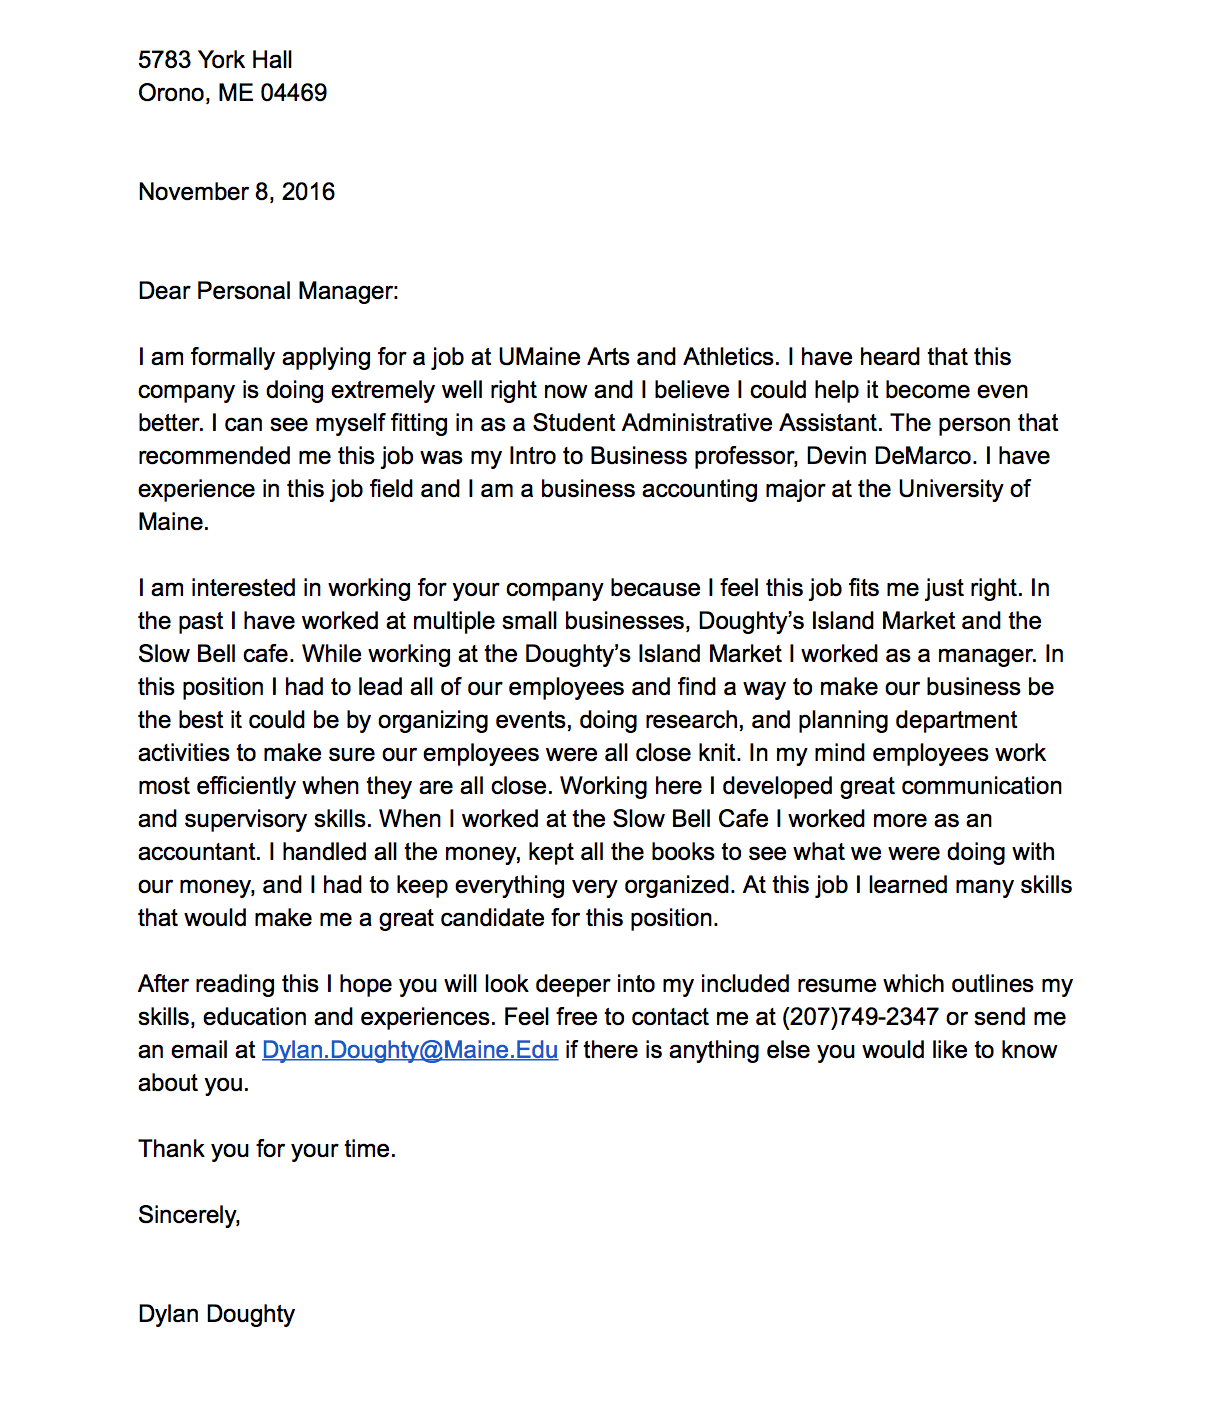 5783 York Hall
Orono, ME 04469
November 8, 2016
Dear Personal Manager:
I am formally applying for a job at UMaine Arts and Athletics. I have heard that this
company is doing extremely well right now and I believe I could help it become even
better. I can see myself fitting in as a Student Administrative Assistant. The person that
recommended me this job was my Intro to Business professor, Devin DeMarco. I have
experience in this job field and I am a business accounting major at the University of
Maine.
I am interested in working for your company because I feel this job fits me just right. In
the past I have worked at multiple small businesses, Doughty’s Island Market and the
Slow Bell cafe. While working at the Doughty’s Island Market I worked as a manager. In
this position I had to lead all of our employees and find a way to make our business be
the best it could be by organizing events, doing research, and planning department
activities to make sure our employees were all close knit. In my mind employees work
most efficiently when they are all close. Working here I developed great communication
and supervisory skills. When I worked at the Slow Bell Cafe I worked more as an
accountant. I handled all the money, kept all the books to see what we were doing with
our money, and I had to keep everything very organized. At this job I learned many skills
that would make me a great candidate for this position.
After reading this I hope you will look deeper into my included resume which outlines my
skills, education and experiences. Feel free to contact me at (207)749-2347 or send me
an email at Dylan.Doughty@Maine.Edu if there is anything else you would like to know
about you.
Thank you for your time.
Sincerely,
Dylan Doughty